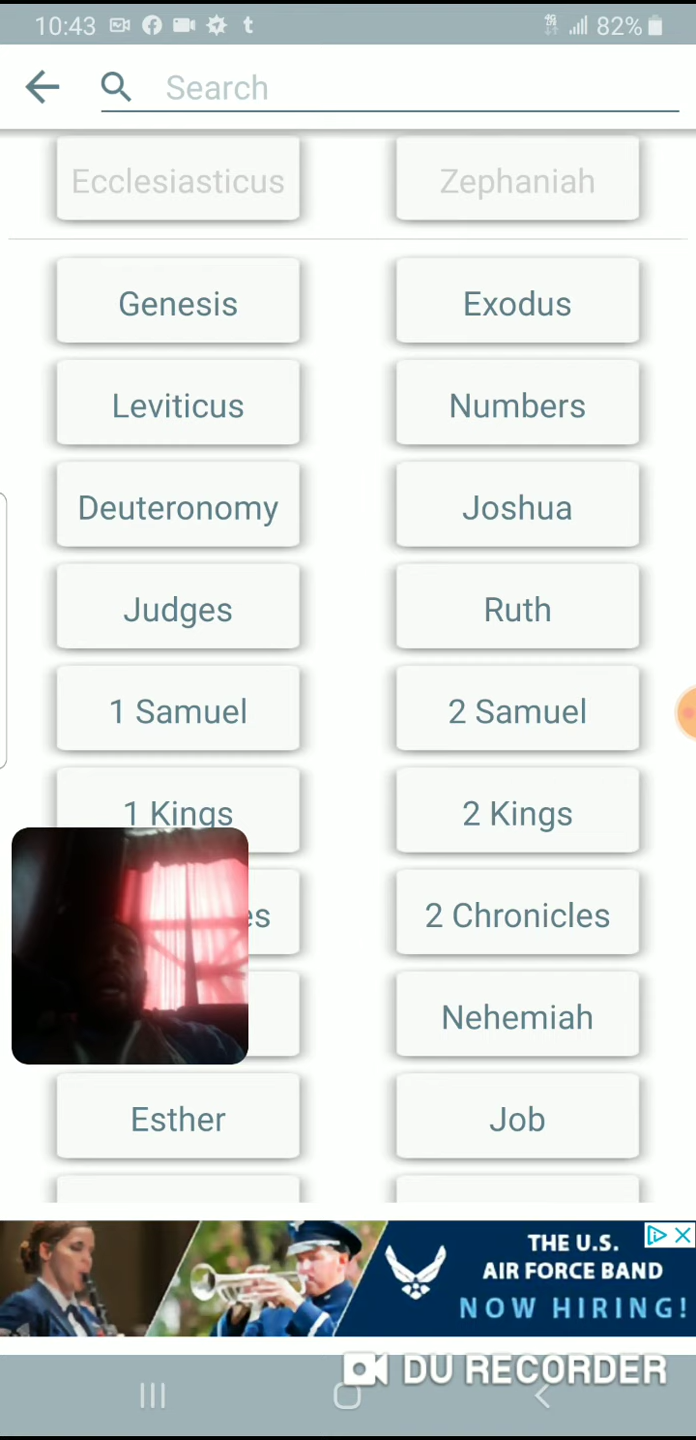 10:43 82%
Search
Ecclesiasticus Zephaniah
Genesis Exodus
Leviticus Numbers
Deuteronomy Joshua
Judges Ruth
1 Samuel 2 Samuel
1 Kings 2 Kings
es 2 Chronicles
Nehemiah
Esther Job
THE U.S.
AIR FORCE BAND
NOW HIRING!
DU RECORDER